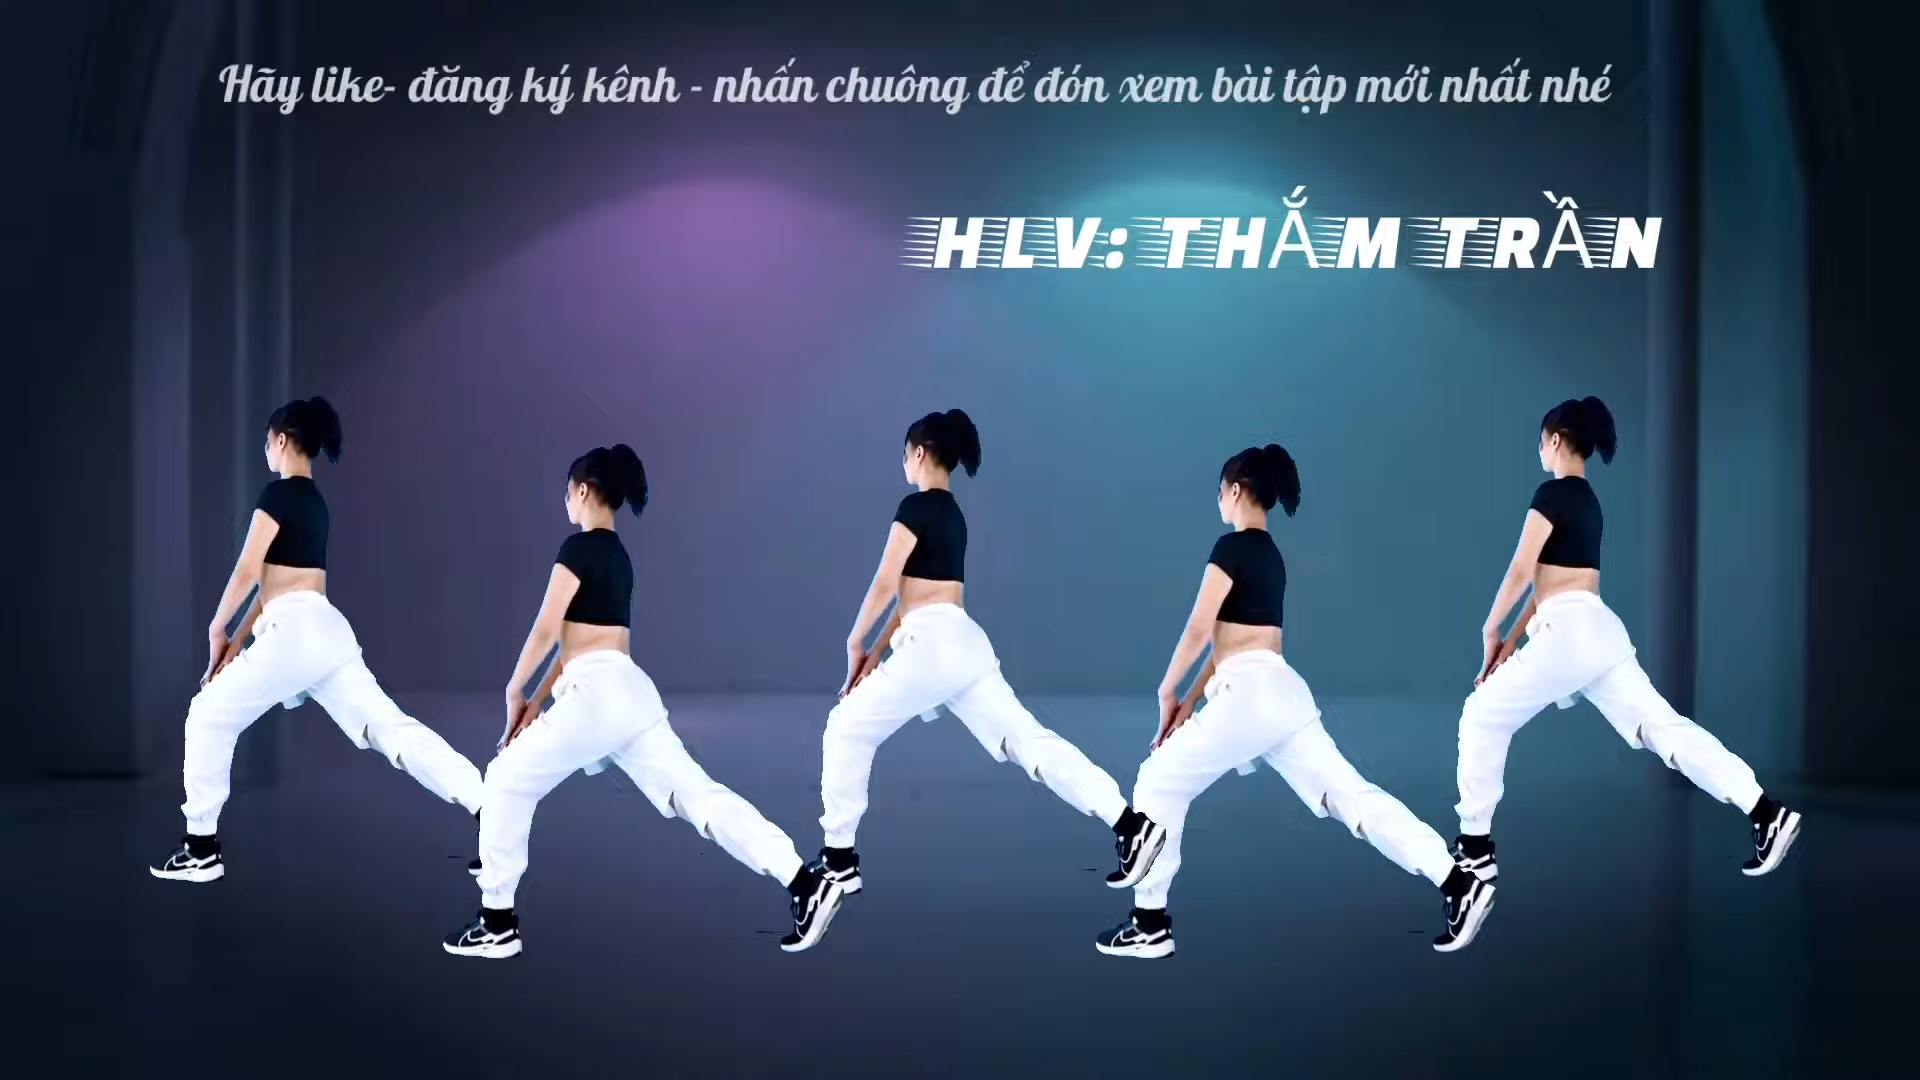 Hãy like- đăng ký kênh - nhấn chuông để đón xem bài tập mới nhất nhé
HLV: THẮM TRẦN